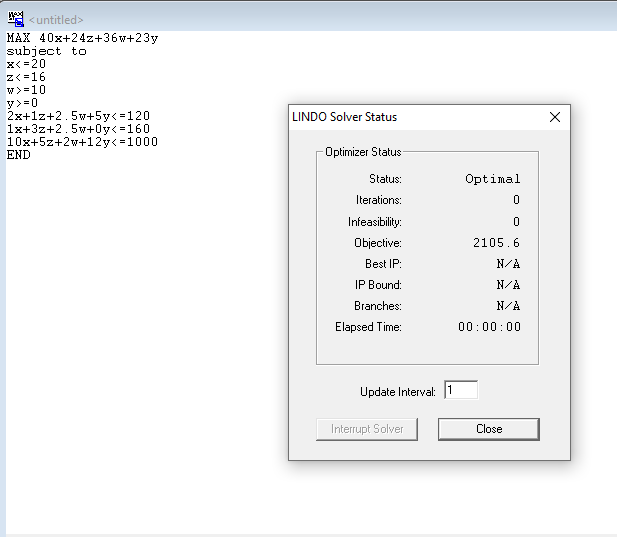 <untitled>
MAX 40x+24z+36w+23y
subject to
x<=20
z<=16
w>=10
y>=0
2x+1z+2.5w+5y<=120
1x+3z+2.5w+0y<=160
10x+5z+2w+12y<=1000
END
LINDO Solver Status
Optimizer Status
Status: Optimal
Iterations: 0
Infeasibility: 0
Objective: 2105.6
Best IP: N/A
IP Bound: N/A
Branches: N/A
Elapsed Time: 00:00:00
Update Interval: 1
Interrupt Solver Close